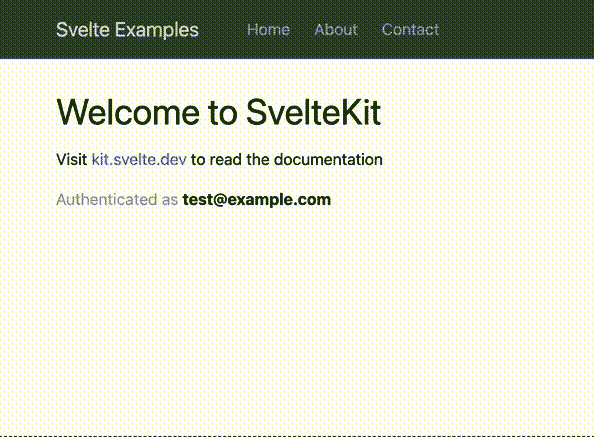 Svelte Examples Home About Contact
Welcome to SvelteKit
Visit kit.svelte.dev to read the documentation
Authenticated as test@example.com